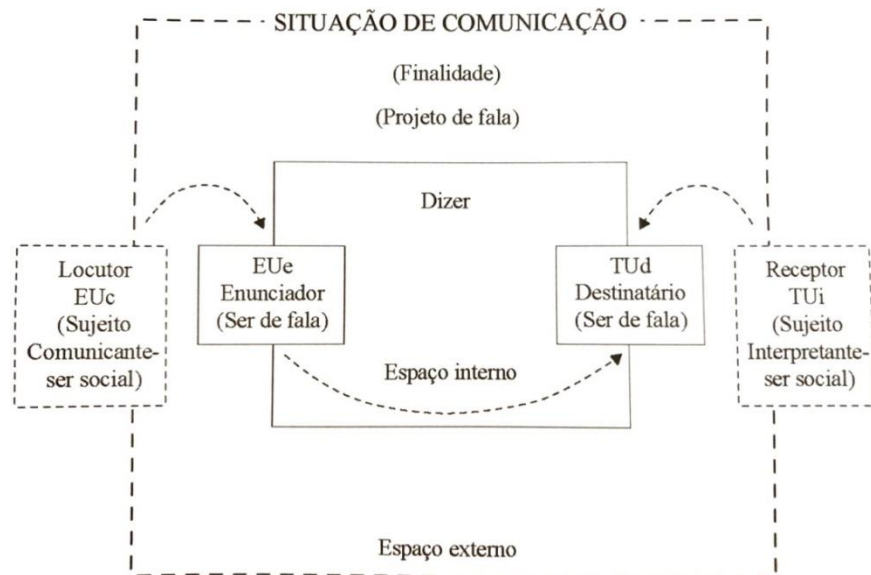 SITUAÇÃO DE COMUNICAÇÃO
(Finalidade)
(Projeto de fala)
Dizer
Locutor
EUc
(Sujeito
Comunicante-
ser social)
EUe
Enunciador
(Ser de fala)
TUd
Destinatário
(Ser de fala)
Receptor
TUi
(Sujeito
Interpretante-
ser social)
Espaço interno
Espaço externo